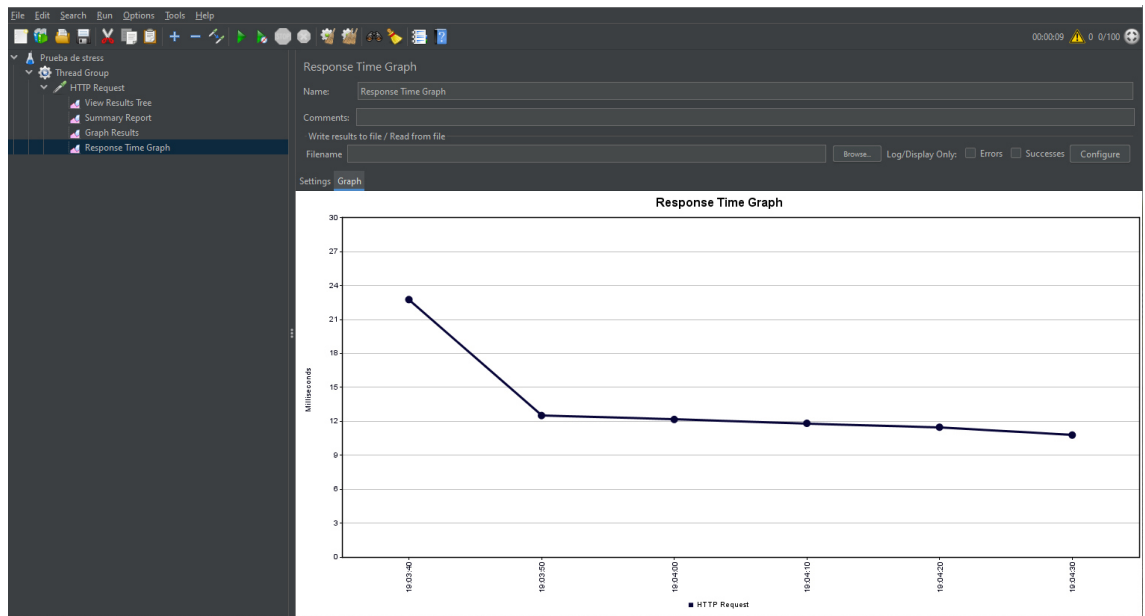 File Edit Search Run Options Tools Help
00:00:09 0 0/100
Prueba de stress
Thread Group
HTTP Request
View Results Tree
Summary Report
Graph Results
Response Time Graph
Response Time Graph
Name: Response Time Graph
Comments:
Write results to file / Read from file
Filename Browse... Log/Display Only: Errors Successes Configure
Settings Graph
Response Time Graph
30
27
24
21
18
15
12
9
6
3
0
Milliseconds
19:03:40 19:03:50 19:04:00 19:04:10 19:04:20 19:04:30
HTTP Request